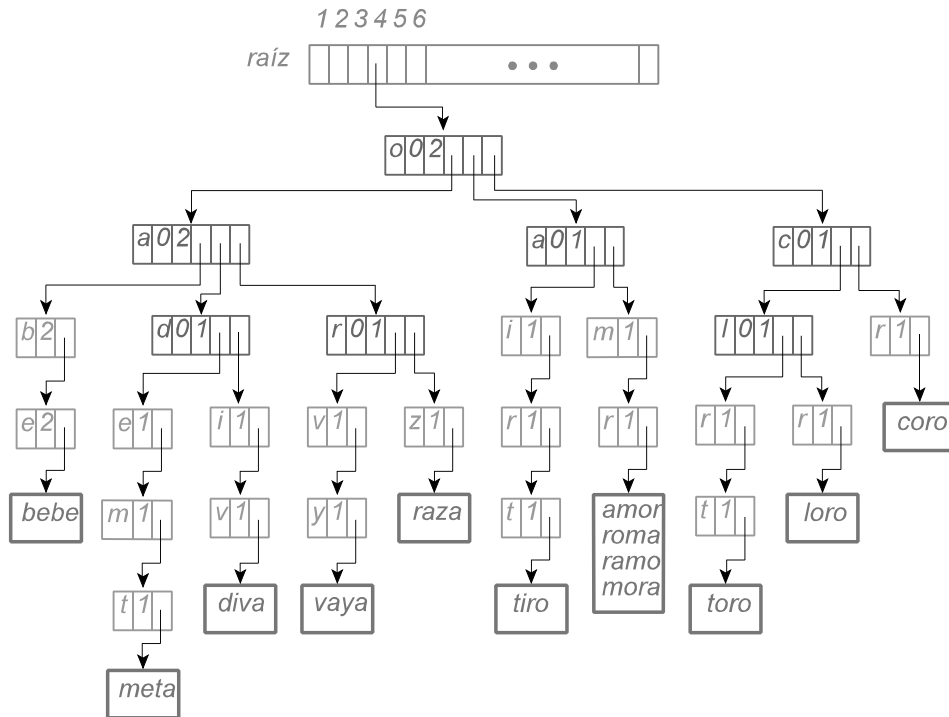 1 2 3 4 5 6
raíz
o 0 2
a 0 2
a 0 1
c 0 1
b 2
d 0 1
r 0 1
i 1
m 1
l 0 1
r 1
e 2
e 1
i 1
v 1
z 1
r 1
r 1
r 1
r 1
coro
bebe
m 1
v 1
y 1
raza
t 1
amor
roma
ramo
mora
t 1
loro
t 1
diva
vaya
tiro
toro
meta